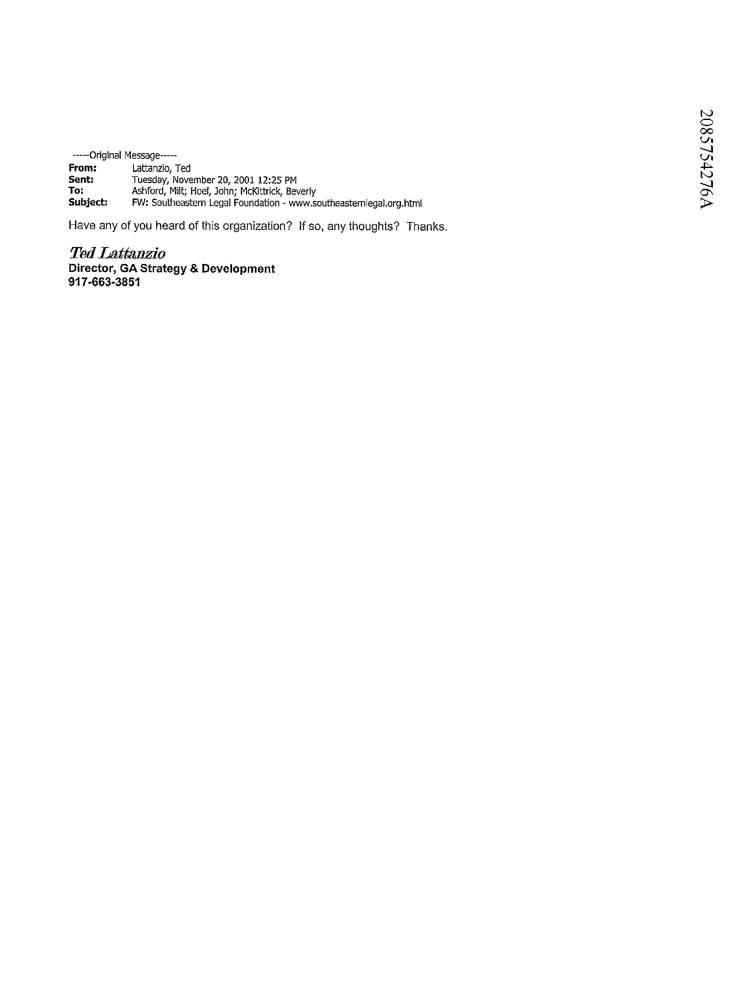 -----Original Message-----
From: Lattanzio, Ted
Sent: Tuesday, November 20, 2001 12:25 PM
To: Ashford, Milt; Hoel, John; McKittrick, Beverly
Subject: FW: Southeastern Legal Foundation - www.southeasternlegal.org.html
Have any of you heard of this organization? If so, any thoughts? Thanks.
Ted Lattanzio
Director, GA Strategy & Development
917-663-3851
2085754276A